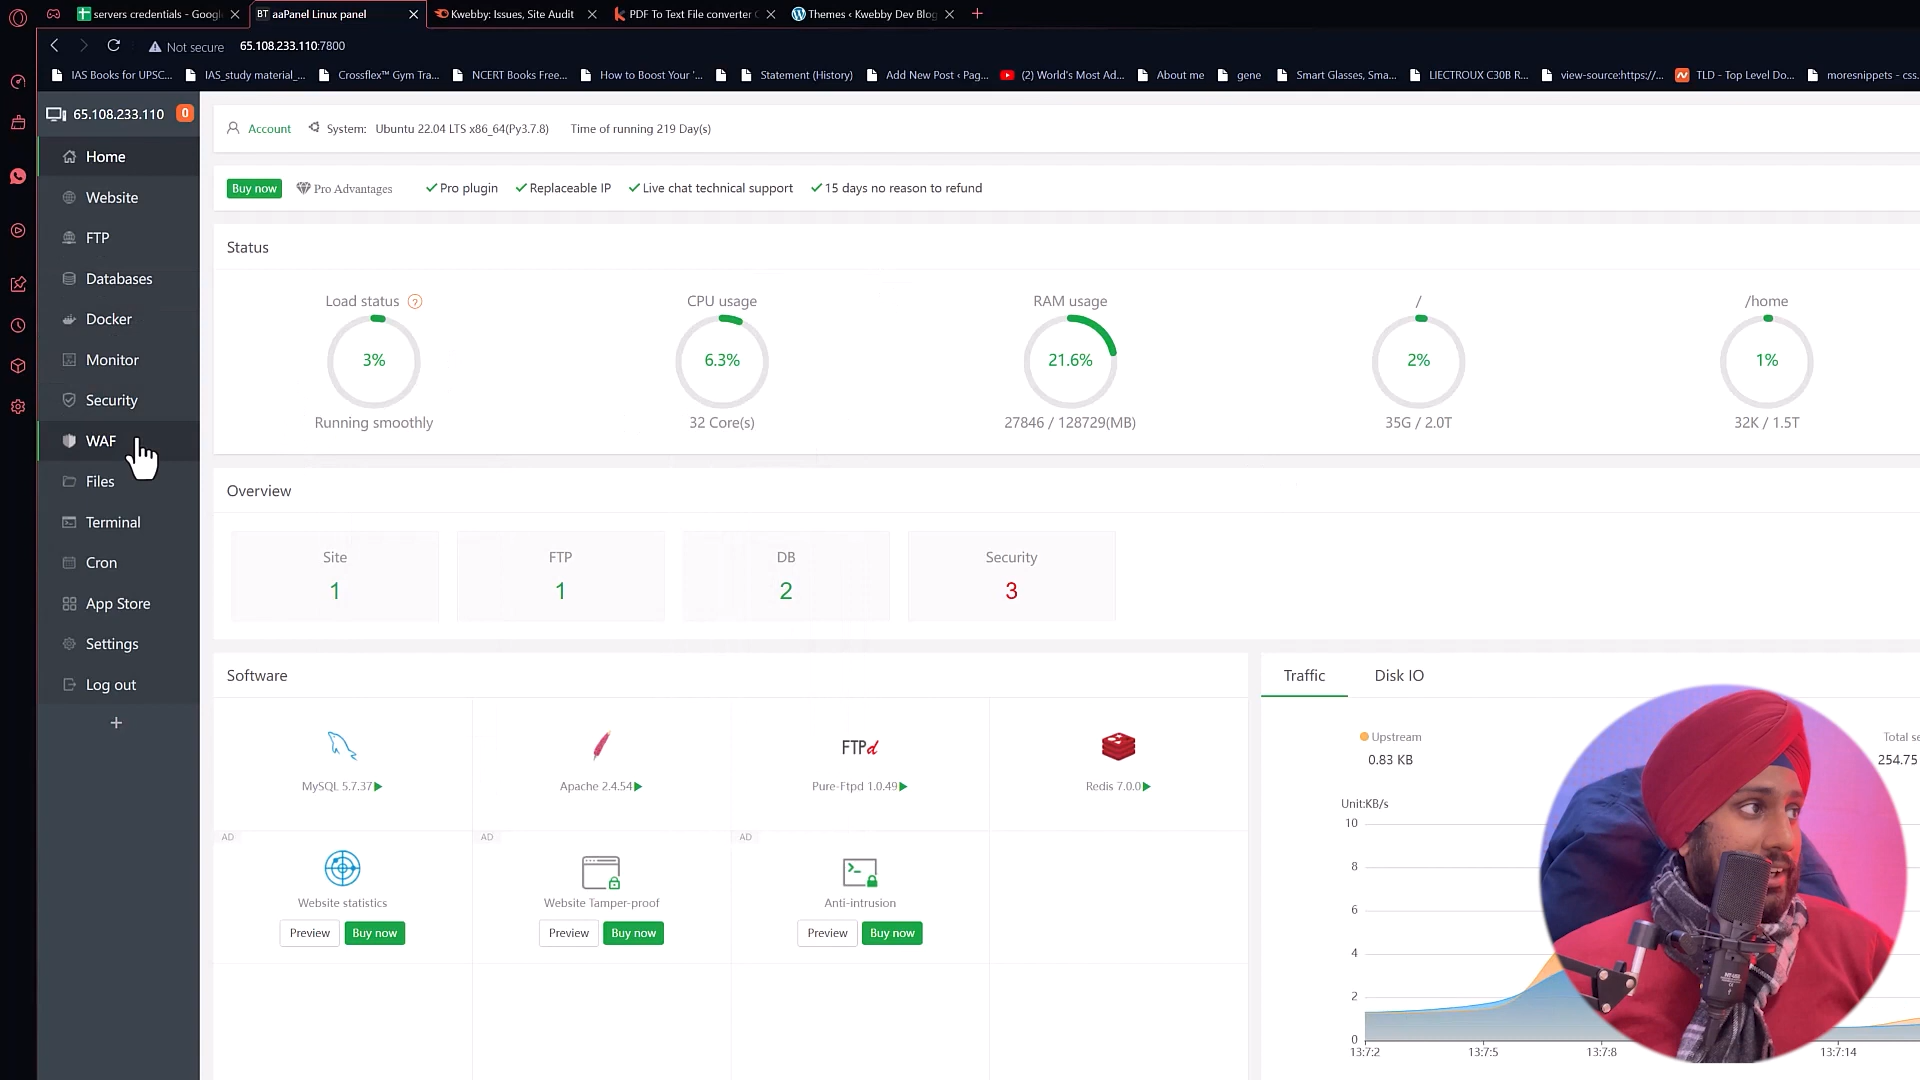 servers credentials - Googl
BT aaPanel Linux panel
Kwebby: Issues, Site Audit
PDF To Text File converter
Themes ‹ Kwebby Dev Blog
Not secure 65.108.233.110:7800
IAS Books for UPSC...
IAS_study material_...
Crossflex™ Gym Tra...
NCERT Books Free...
How to Boost Your '...
Statement (History)
Add New Post ‹ Pag...
(2) World's Most Ad...
About me
gene
Smart Glasses, Sma...
LIECTROUX C30B R...
view-source:https://...
TLD - Top Level Do...
moresnippets - css.
65.108.233.110 0
Home
Website
FTP
Databases
Docker
Monitor
Security
WAF
Files
Terminal
Cron
App Store
Settings
Log out
Account System: Ubuntu 22.04 LTS x86_64(Py3.7.8) Time of running 219 Day(s)
Buy now Pro Advantages Pro plugin Replaceable IP Live chat technical support 15 days no reason to refund
Status
Load status ? CPU usage RAM usage / /home
3% 6.3% 21.6% 2% 1%
Running smoothly 32 Core(s) 27846 / 128729(MB) 35G / 2.0T 32K / 1.5T
Overview
Site FTP DB Security
1 1 2 3
Software
MySQL 5.7.37 Apache 2.4.54 FTPd Pure-Ftpd 1.0.49 Redis 7.0.0
AD AD AD
Website statistics Website Tamper-proof Anti-intrusion
Preview Buy now Preview Buy now Preview Buy now
Traffic Disk IO
Upstream Total se
0.83 KB 254.75
Unit:KB/s
10
8
6
4
2
0
13:7:2 13:7:5 13:7:8 13:7:14